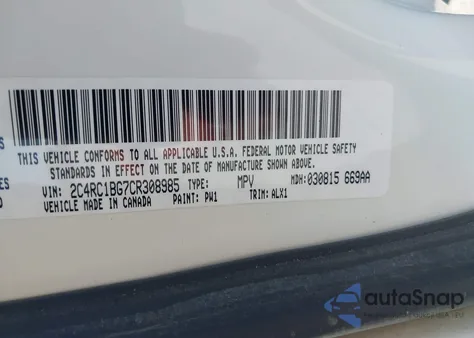 THIS VEHICLE CONFORMS TO ALL APPLICABLE U.S.A. FEDERAL MOTOR VEHICLE SAFETY
STANDARDS IN EFFECT ON THE DATE OF MANUFACTURE SHOWN ABOVE.
VIN: 2C4RC1BG7CR308985 TYPE: MPV MDH: 030815 669AA
VEHICLE MADE IN CANADA PAINT: PW1 TRIM: ALX1
autoSnap